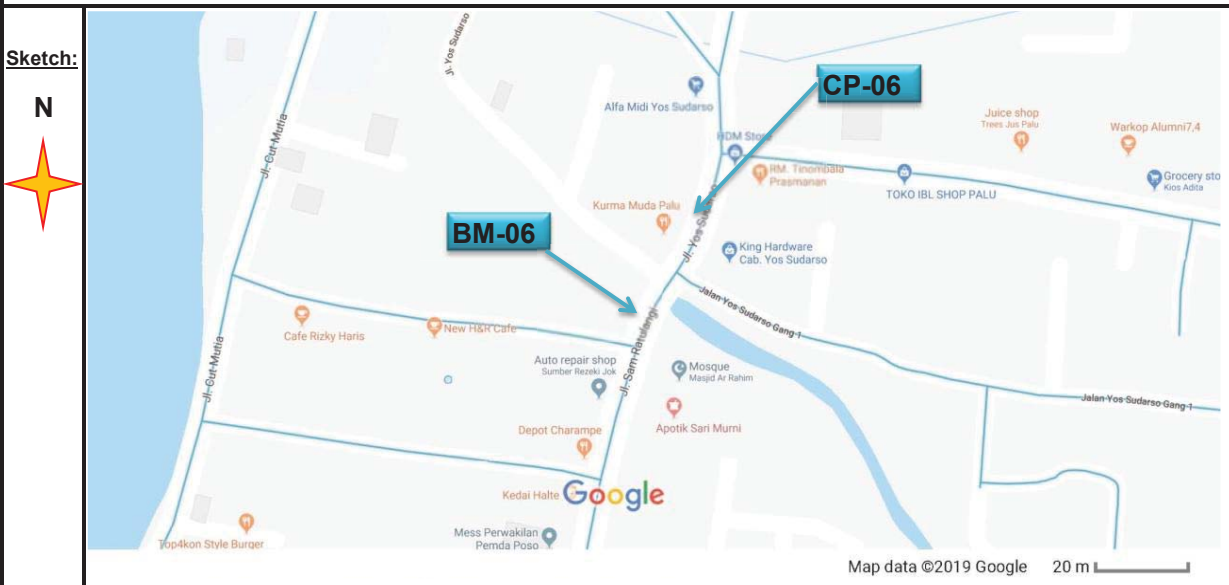 Sketch:
N
Jl. Yos Sudarso
CP-06
Alfa Midi Yos Sudarso
Juice shop
Trees Jus Palu
Warkop Alumni7,4
Jl. Cut Mutia
HDM Store
RM. Tinombala
Prasmanan
TOKO IBL SHOP PALU
Grocery sto
Kios Adita
Kurma Muda Palu
BM-06
Jl. Yos Sudarso
King Hardware
Cab. Yos Sudarso
Jalan Yos Sudarso Gang 1
Cafe Rizky Haris
New H&R Cafe
Jl. Sam Ratulangi
Auto repair shop
Sumber Rezeki Jok
Mosque
Masjid Ar Rahim
Jl. Cut Mutia
Jalan Yos Sudarso Gang 1
Depot Charampe
Apotik Sari Murni
Kedai Halte
Google
Top4kon Style Burger
Mess Perwakilan
Pemda Poso
Map data ©2019 Google 20 m